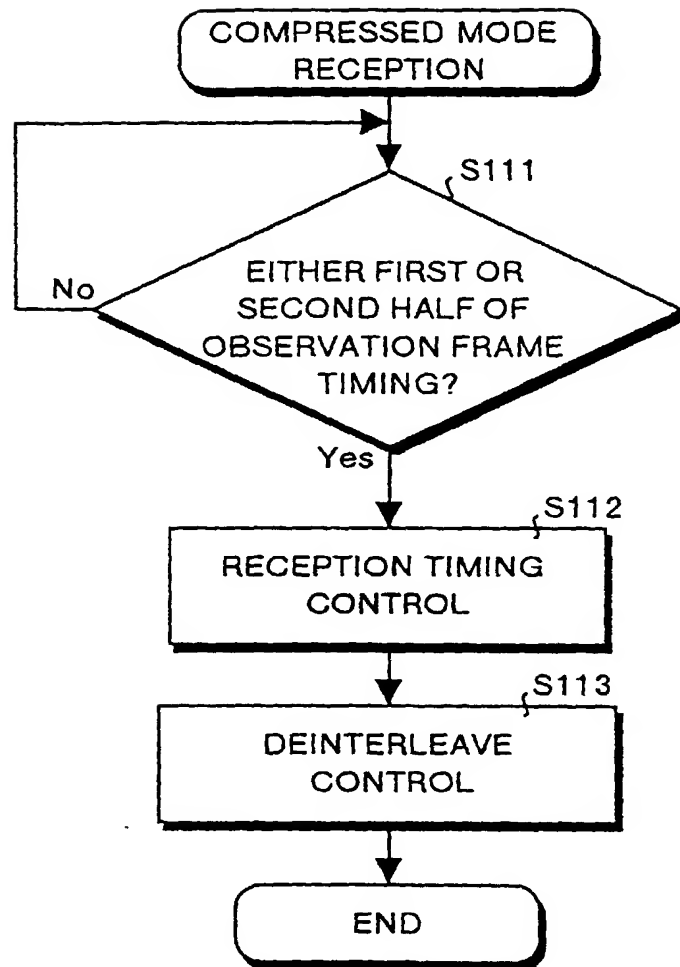 COMPRESSED MODE
RECEPTION
S111
EITHER FIRST OR
SECOND HALF OF
OBSERVATION FRAME
TIMING?
No
Yes
S112
RECEPTION TIMING
CONTROL
S113
DEINTERLEAVE
CONTROL
END